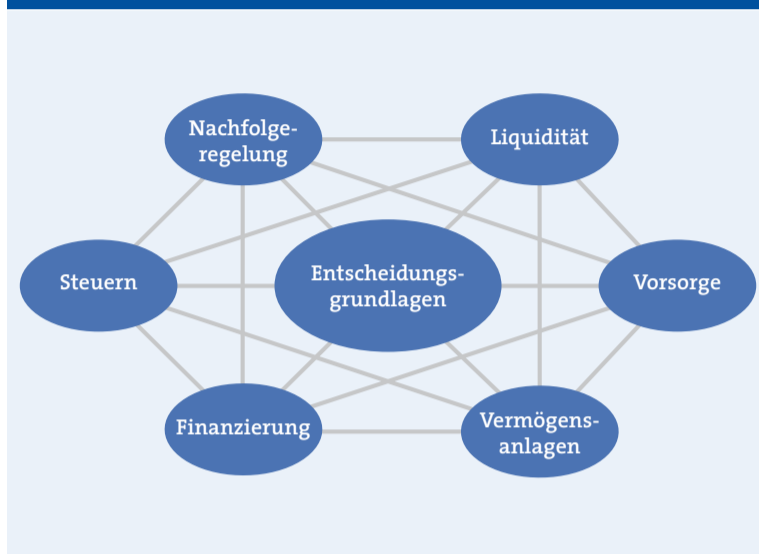 Nachfolge-
regelung
Liquidität
Steuern
Entscheidungs-
grundlagen
Vorsorge
Finanzierung
Vermögens-
anlagen